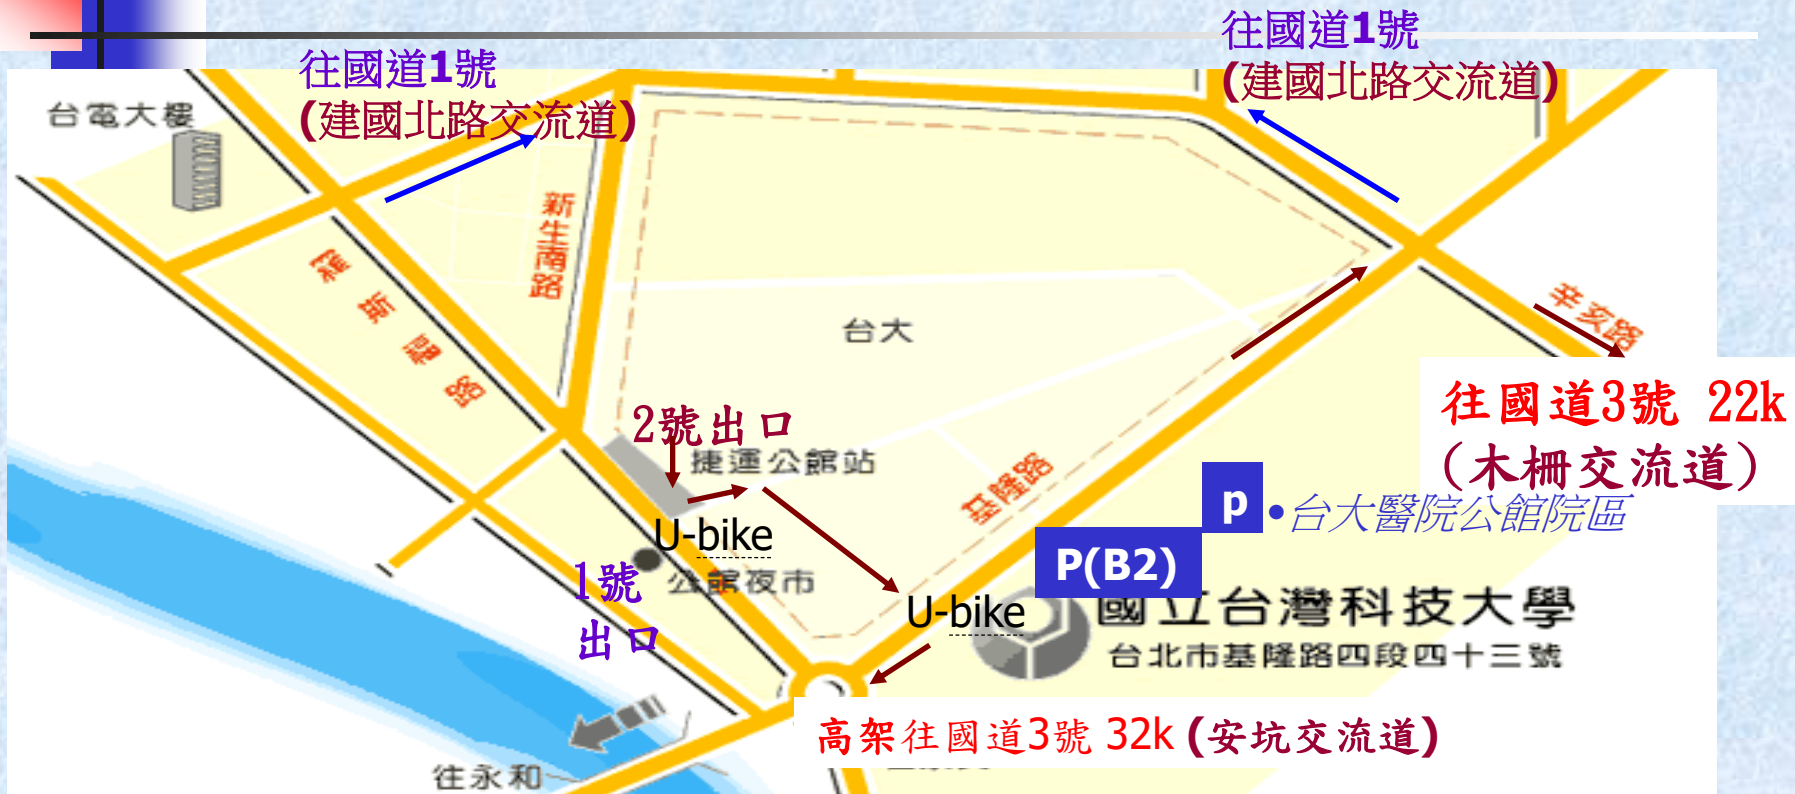 往國道1號
(建國北路交流道)
往國道1號
(建國北路交流道)
台電大樓
新生南路
羅斯福路
台大
辛亥路
往國道3號 22k
(木柵交流道)
2號出口
捷運公館站
基隆路
p
•台大醫院公館院區
U-bike
P(B2)
1號
出口
公館夜市
U-bike
國立台灣科技大學
台北市基隆路四段四十三號
高架往國道3號 32k (安坑交流道)
往永和